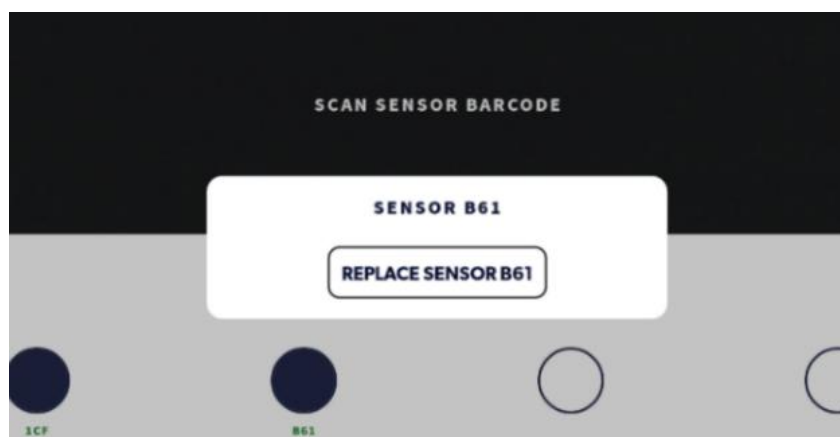 SCAN SENSOR BARCODE
SENSOR B61
REPLACE SENSOR B61
1CF B61